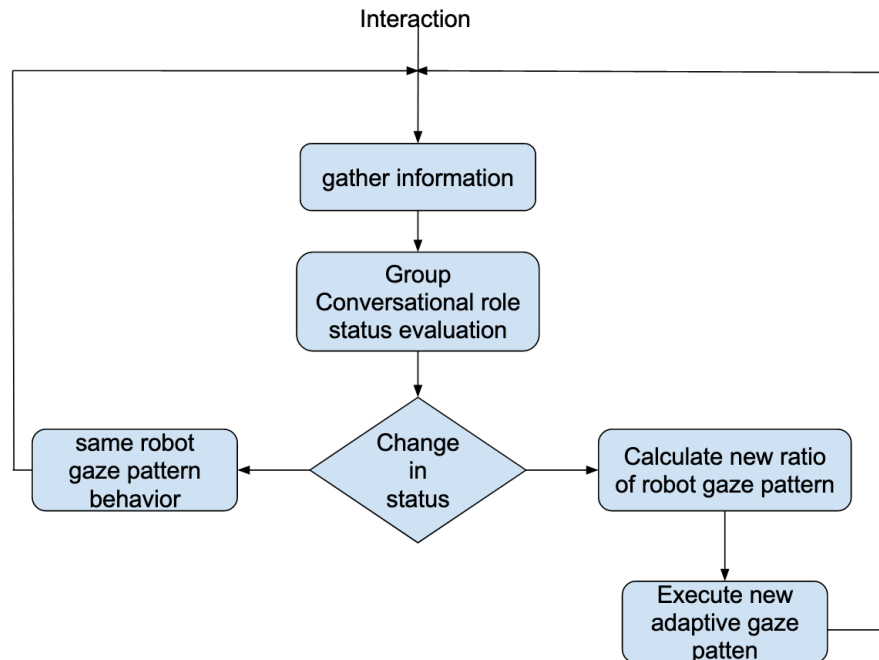 Interaction
gather information
Group
Conversational role
status evaluation
Change
in
status
same robot
gaze pattern
behavior
Calculate new ratio
of robot gaze pattern
Execute new
adaptive gaze
patten